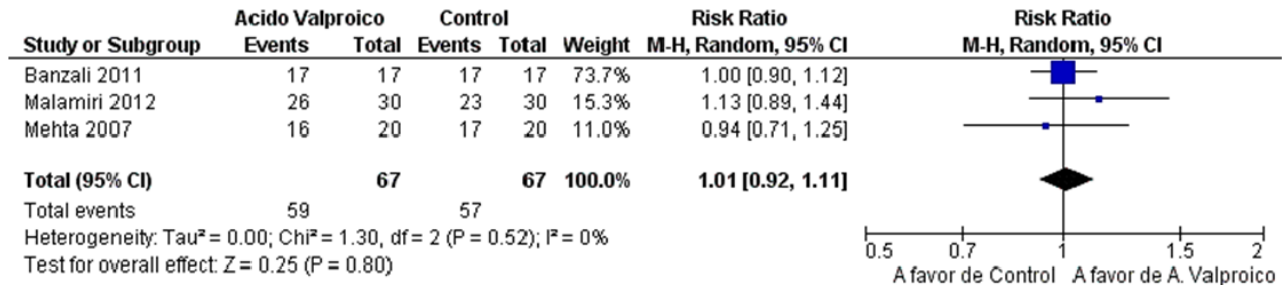 Acido Valproico Control Risk Ratio Risk Ratio
Study or Subgroup Events Total Events Total Weight M-H, Random, 95% CI M-H, Random, 95% CI
Banzali 2011 17 17 17 17 73.7% 1.00 [0.90, 1.12]
Malamiri 2012 26 30 23 30 15.3% 1.13 [0.89, 1.44]
Mehta 2007 16 20 17 20 11.0% 0.94 [0.71, 1.25]
Total (95% CI) 67 67 100.0% 1.01 [0.92, 1.11]
Total events 59 57
Heterogeneity: Tau² = 0.00; Chi² = 1.30, df = 2 (P = 0.52); I² = 0%
Test for overall effect: Z = 0.25 (P = 0.80)
0.5 0.7 1 1.5 2
A favor de Control A favor de A. Valproico